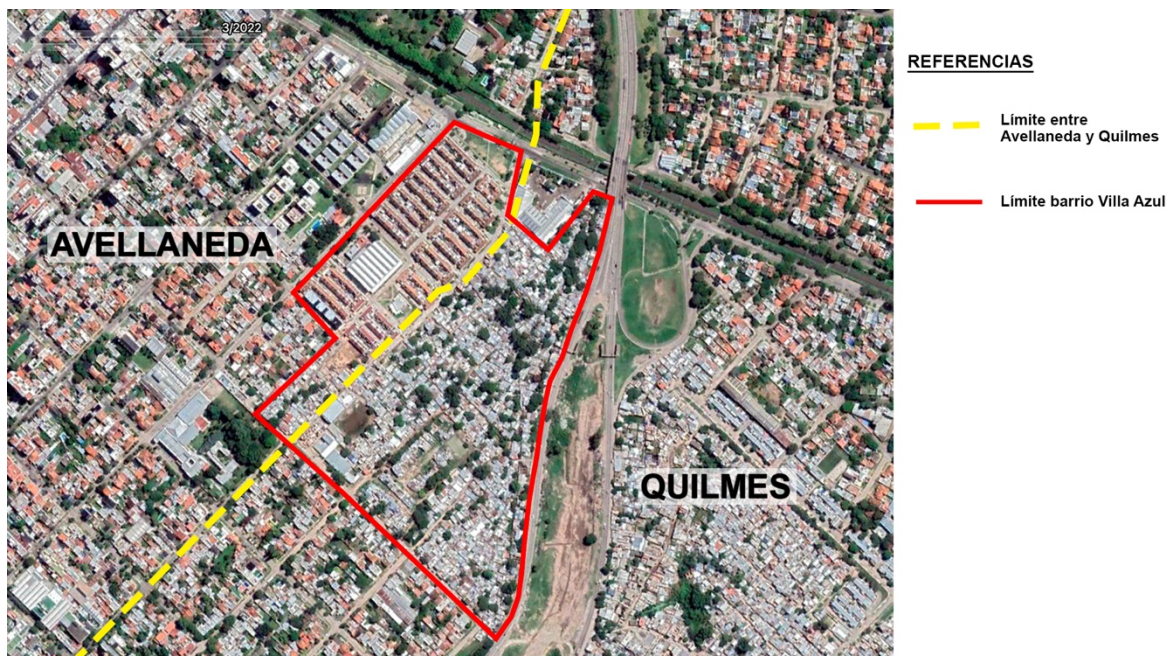 3/2022
REFERENCIAS
Límite entre
Avellaneda y Quilmes
Límite barrio Villa Azul
AVELLANEDA
QUILMES